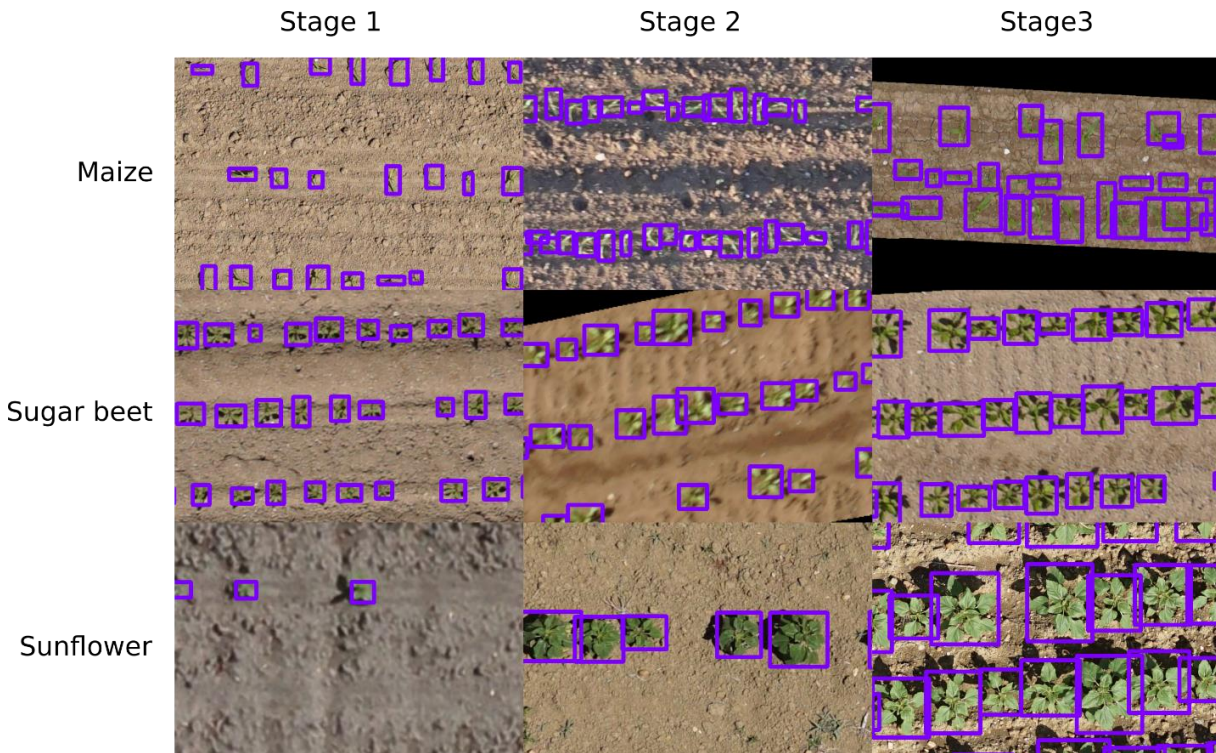 Stage 1
Stage 2
Stage3
Maize
Sugar beet
Sunflower